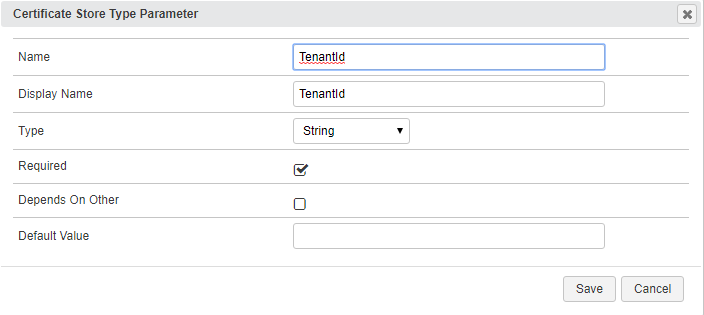 Certificate Store Type Parameter
Name TenantId
Display Name TenantId
Type String
Required
Depends On Other
Default Value
Save Cancel